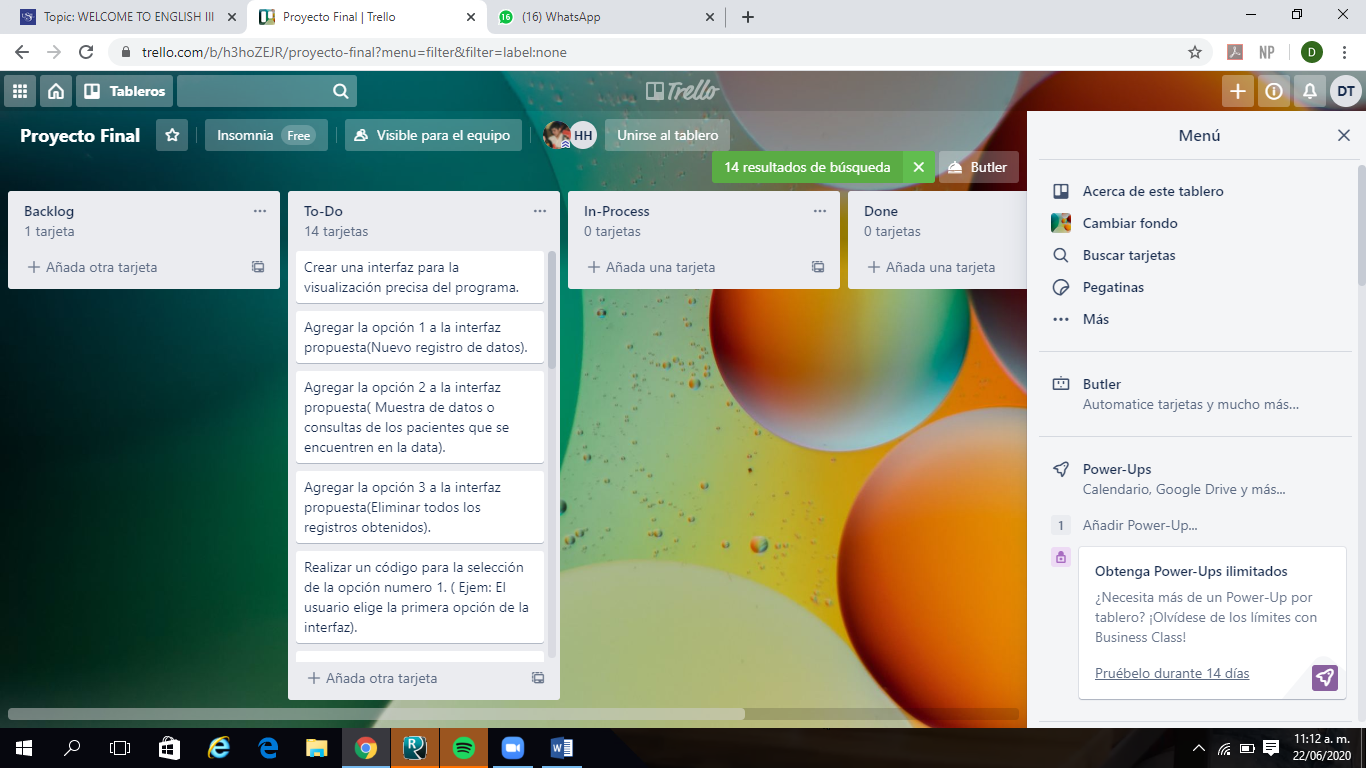 Topic: WELCOME TO ENGLISH III
Proyecto Final | Trello
16
(16) WhatsApp
trello.com/b/h3hoZEJR/proyecto-final?menu=filter&filter=label:none
NP
D
Tableros
Trello
DT
Proyecto Final
Insomnia Free
Visible para el equipo
HH
Unirse al tablero
14 resultados de búsqueda
Butler
Backlog
1 tarjeta
Añada otra tarjeta
To-Do
14 tarjetas
Crear una interfaz para la
visualización precisa del programa.
Agregar la opción 1 a la interfaz
propuesta(Nuevo registro de datos).
Agregar la opción 2 a la interfaz
propuesta( Muestra de datos o
consultas de los pacientes que se
encuentren en la data).
Agregar la opción 3 a la interfaz
propuesta(Eliminar todos los
registros obtenidos).
Realizar un código para la selección
de la opción numero 1. ( Ejem: El
usuario elige la primera opción de la
interfaz).
Añada otra tarjeta
In-Process
0 tarjetas
Añada una tarjeta
Done
0 tarjetas
Añada una tarjeta
Menú
Acerca de este tablero
Cambiar fondo
Buscar tarjetas
Pegatinas
Más
Butler
Automatice tarjetas y mucho más...
Power-Ups
Calendario, Google Drive y más...
1
Añadir Power-Up...
Obtenga Power-Ups ilimitados
¿Necesita más de un Power-Up por
tablero? ¡Olvídese de los límites con
Business Class!
Pruébelo durante 14 días
11:12 a. m.
22/06/2020